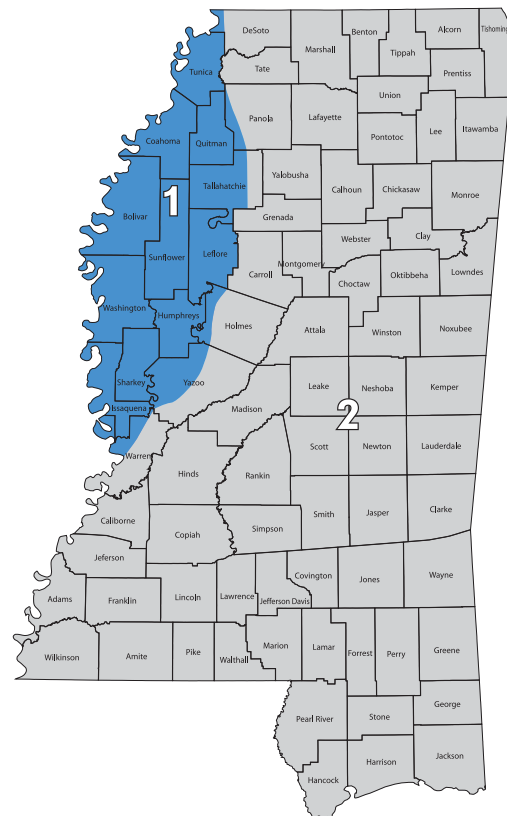 DeSoto
Marshall
Benton
Tippah
Alcorn
Tishoming
Tunica
Tate
Prentiss
Union
Panola
Lafayette
Coahoma
Quitman
Pontotoc
Lee
Itawamba
Yalobusha
Tallahatchie
Calhoun
Chickasaw
Monroe
1
Bolivar
Grenada
Webster
Clay
Sunflower
Leflore
Carroll
Montgomery
Choctaw
Oktibbeha
Lowndes
Washington
Humphreys
Holmes
Attala
Winston
Noxubee
Sharkey
Yazoo
Leake
Neshoba
Kemper
Issaquena
Madison
2
Warren
Scott
Newton
Lauderdale
Hinds
Rankin
Caliborne
Copiah
Simpson
Smith
Jasper
Clarke
Jeferson
Covington
Jones
Wayne
Adams
Franklin
Lincoln
Lawrence
Jefferson Davis
Wilkinson
Amite
Pike
Walthall
Marion
Lamar
Forrest
Perry
Greene
Pearl River
Stone
George
Hancock
Harrison
Jackson